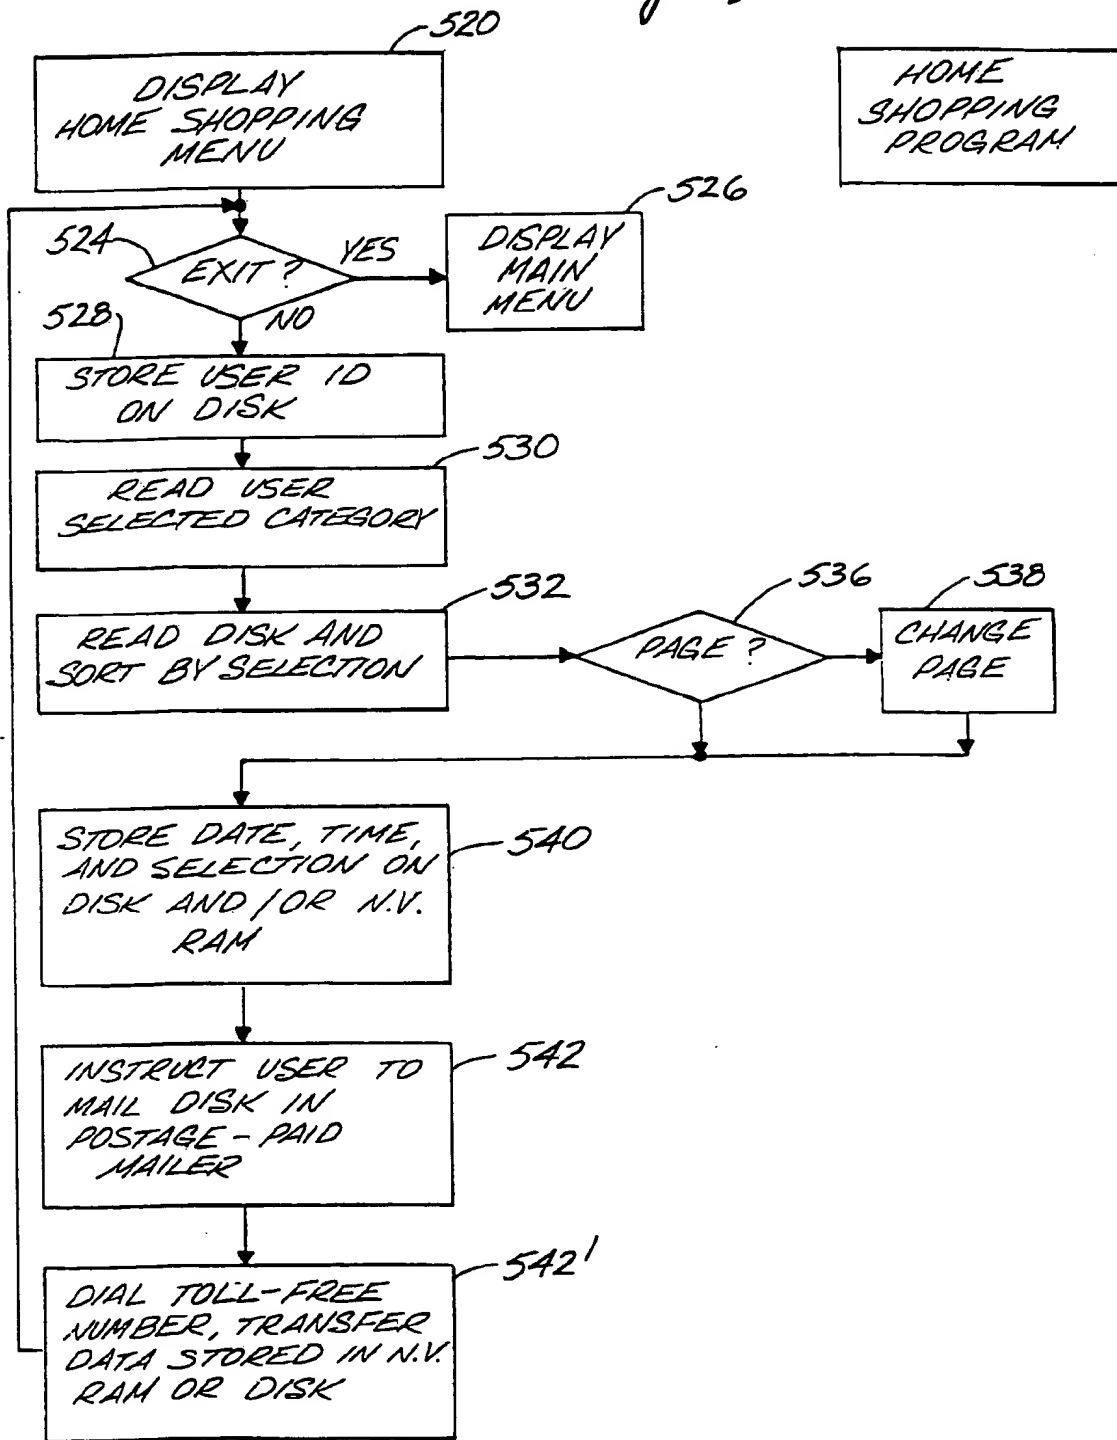 520
DISPLAY
HOME SHOPPING
MENU
HOME
SHOPPING
PROGRAM
526
524
EXIT?
YES
DISPLAY
MAIN
MENU
NO
528
STORE USER ID
ON DISK
530
READ USER
SELECTED CATEGORY
532
READ DISK AND
SORT BY SELECTION
536
PAGE?
538
CHANGE
PAGE
540
STORE DATE, TIME,
AND SELECTION ON
DISK AND/OR N.V.
RAM
542
INSTRUCT USER TO
MAIL DISK IN
POSTAGE-PAID
MAILER
542'
DIAL TOLL-FREE
NUMBER, TRANSFER
DATA STORED IN N.V.
RAM OR DISK